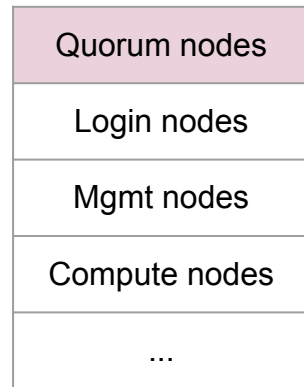 Quorum nodes
Login nodes
Mgmt nodes
Compute nodes
...